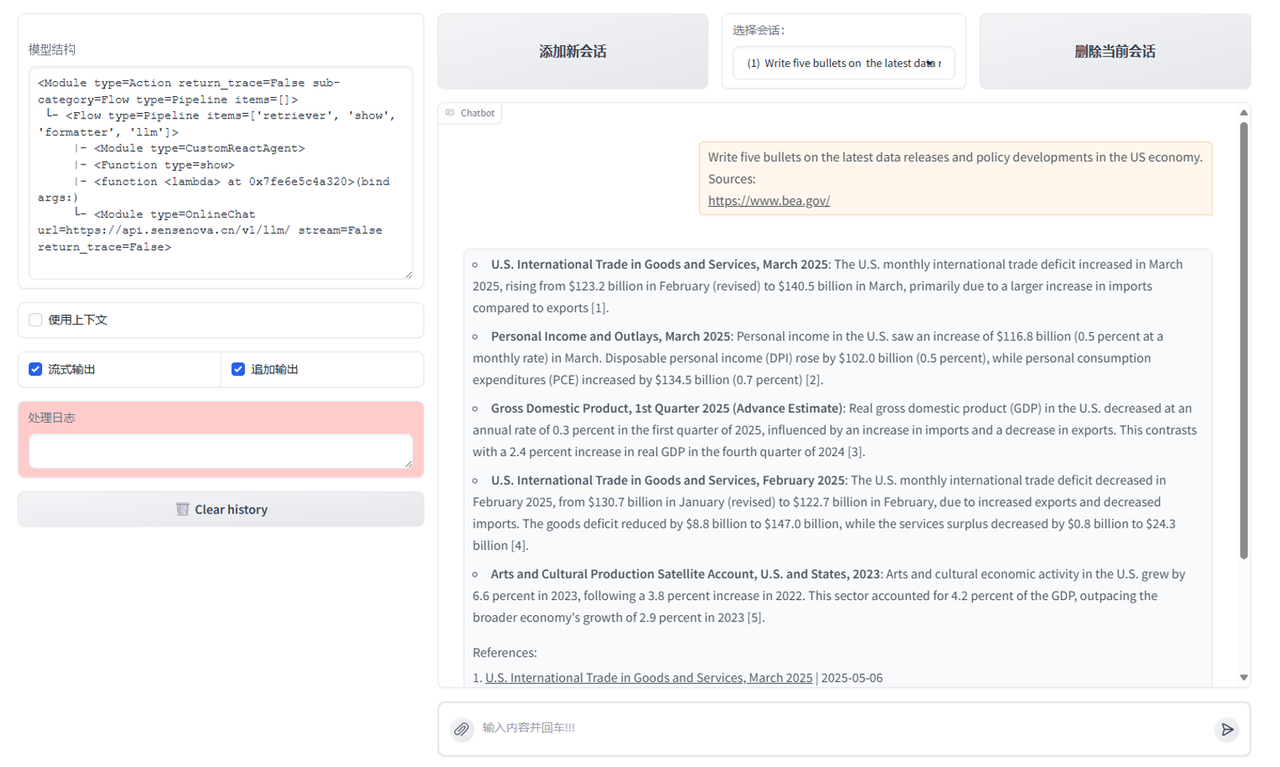 模型结构
<Module type=Action return_trace=False sub-
category=Flow type=Pipeline items=[]>
└- <Flow type=Pipeline items=['retriever', 'show',
'formatter', 'llm']>
|- <Module type=CustomReactAgent>
|- <Function type=show>
|- <function <lambda> at 0x7fe6e5c4a320>(bind
args:)
└- <Module type=OnlineChat
url=https://api.sensenova.cn/v1/llm/ stream=False
return_trace=False>
使用上下文
流式输出
追加输出
处理日志
Clear history
添加新会话
选择会话:
(1) Write five bullets on the latest data r
删除当前会话
Chatbot
Write five bullets on the latest data releases and policy developments in the US economy.
Sources:
https://www.bea.gov/
U.S. International Trade in Goods and Services, March 2025: The U.S. monthly international trade deficit increased in March
2025, rising from $123.2 billion in February (revised) to $140.5 billion in March, primarily due to a larger increase in imports
compared to exports [1].
Personal Income and Outlays, March 2025: Personal income in the U.S. saw an increase of $116.8 billion (0.5 percent at a
monthly rate) in March. Disposable personal income (DPI) rose by $102.0 billion (0.5 percent), while personal consumption
expenditures (PCE) increased by $134.5 billion (0.7 percent) [2].
Gross Domestic Product, 1st Quarter 2025 (Advance Estimate): Real gross domestic product (GDP) in the U.S. decreased at an
annual rate of 0.3 percent in the first quarter of 2025, influenced by an increase in imports and a decrease in exports. This contrasts
with a 2.4 percent increase in real GDP in the fourth quarter of 2024 [3].
U.S. International Trade in Goods and Services, February 2025: The U.S. monthly international trade deficit decreased in
February 2025, from $130.7 billion in January (revised) to $122.7 billion in February, due to increased exports and decreased
imports. The goods deficit reduced by $8.8 billion to $147.0 billion, while the services surplus decreased by $0.8 billion to $24.3
billion [4].
Arts and Cultural Production Satellite Account, U.S. and States, 2023: Arts and cultural economic activity in the U.S. grew by
6.6 percent in 2023, following a 3.8 percent increase in 2022. This sector accounted for 4.2 percent of the GDP, outpacing the
broader economy's growth of 2.9 percent in 2023 [5].
References:
1. U.S. International Trade in Goods and Services, March 2025 | 2025-05-06
输入内容并回车!!!